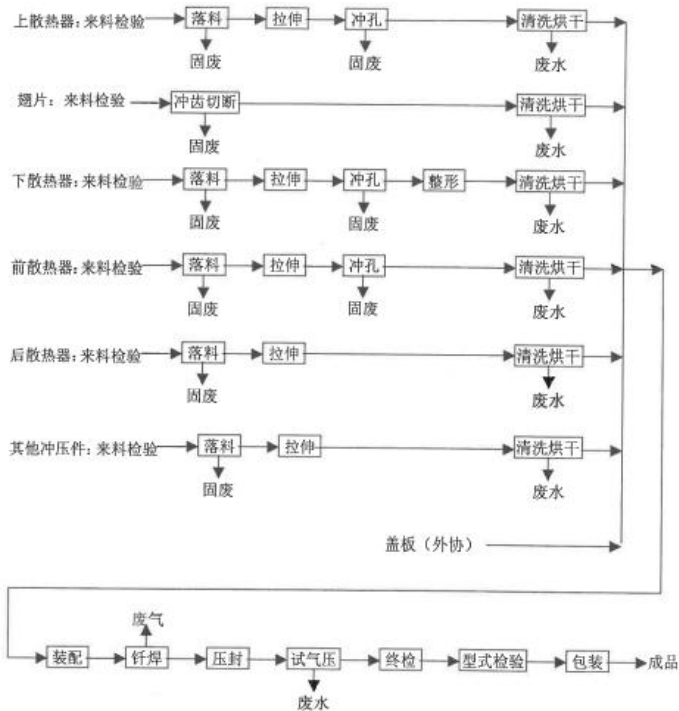 上散热器：来料检验 落料 拉伸 冲孔 清洗烘干
固废 固废 废水
翅片：来料检验 冲齿切断 清洗烘干
固废 废水
下散热器：来料检验 落料 拉伸 冲孔 整形 清洗烘干
固废 固废 废水
前散热器：来料检验 落料 拉伸 冲孔 清洗烘干
固废 固废 废水
后散热器：来料检验 落料 拉伸 清洗烘干
固废 废水
其他冲压件：来料检验 落料 拉伸 清洗烘干
固废 废水
盖板（外协）
废气
装配 钎焊 压封 试气压 终检 型式检验 包装 成品
废水